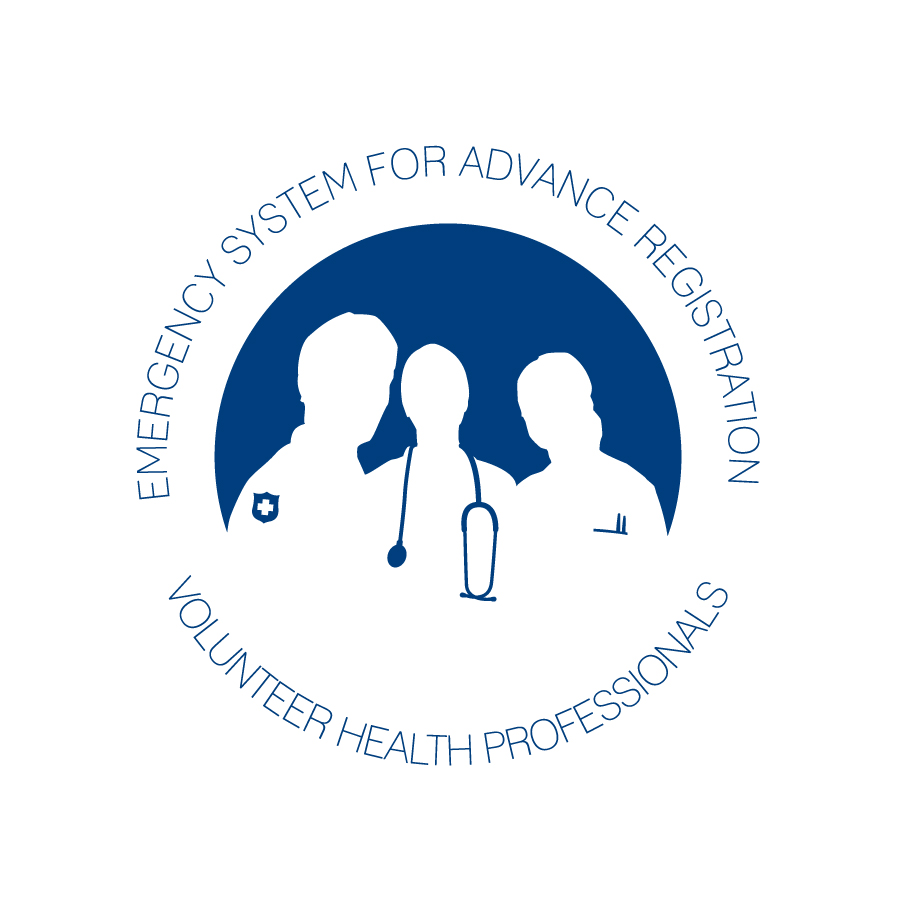 EMERGENCY SYSTEM FOR ADVANCE REGISTRATION
VOLUNTEER HEALTH PROFESSIONALS